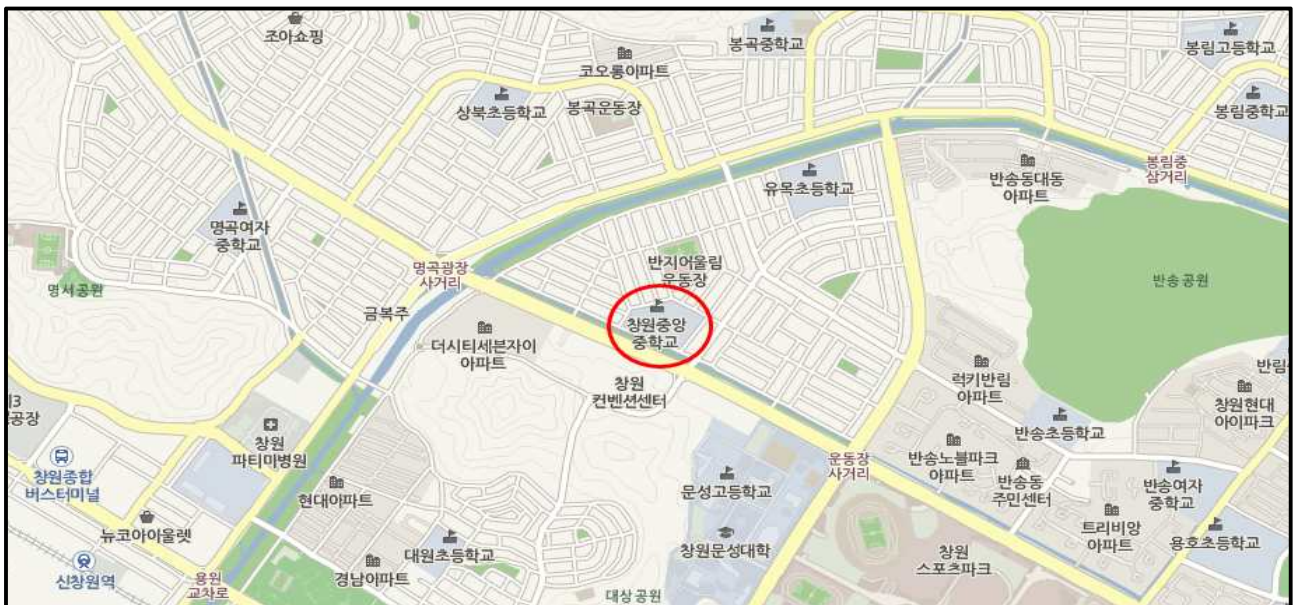 조아쇼핑
코오롱아파트
봉곡중학교
봉림고등학교
상북초등학교
봉곡운동장
봉림중학교
유목초등학교
반송동대동
아파트
봉림중
삼거리
명곡여자
중학교
명곡광장
사거리
반지어울림
운동장
반송공원
명서공원
금복주
더시티세븐자이
아파트
창원중앙
중학교
창원
컨벤션센터
럭키반림
아파트
반림
창원현대
아이파크
공장
창원
파티마병원
반송초등학교
창원종합
버스터미널
현대아파트
문성고등학교
운동장
사거리
반송노블파크
아파트
반송동
주민센터
반송여자
중학교
뉴코아아울렛
대원초등학교
창원문성대학
창원
스포츠파크
트리비앙
아파트
용호초등학교
신창원역
용원
교차로
경남아파트
대상공원